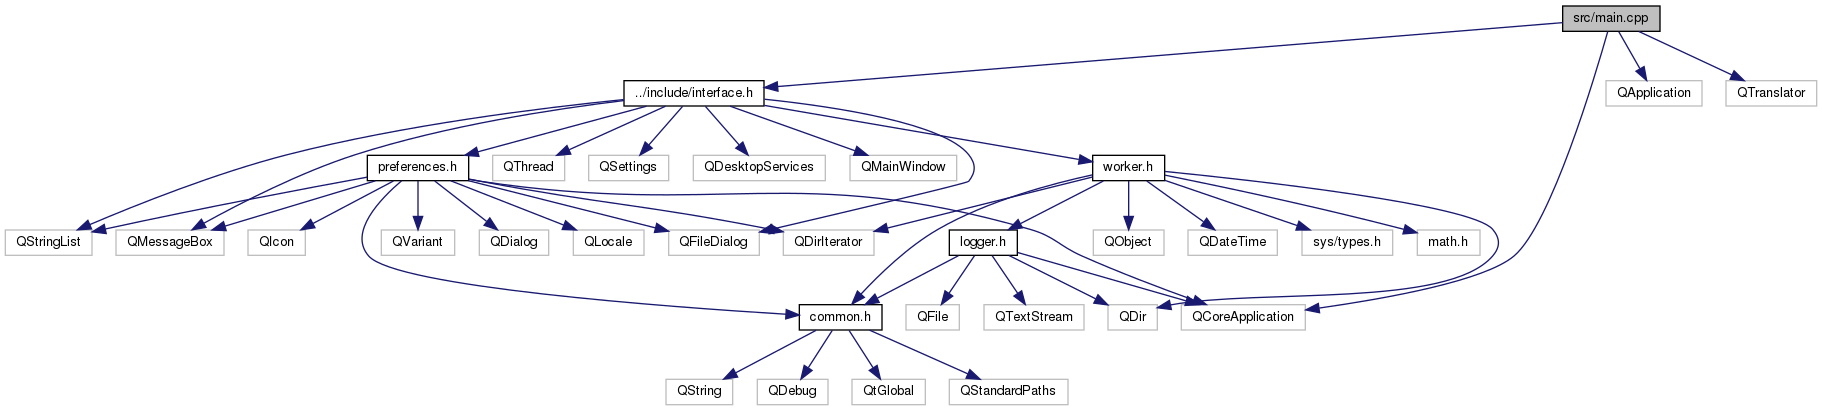 src/main.cpp
../include/interface.h
QApplication
QTranslator
preferences.h
QThread
QSettings
QDesktopServices
QMainWindow
worker.h
QStringList
QMessageBox
QIcon
QVariant
QDialog
QLocale
QFileDialog
QDirIterator
logger.h
QObject
QDateTime
sys/types.h
math.h
common.h
QFile
QTextStream
QDir
QCoreApplication
QString
QDebug
QtGlobal
QStandardPaths